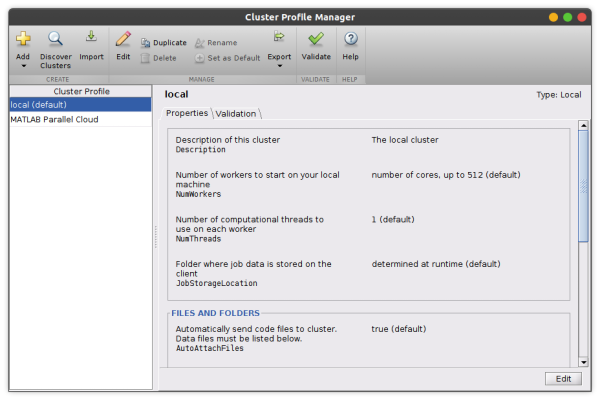 Cluster Profile Manager
Add
Discover
Clusters
Import
Edit
Duplicate
Delete
Rename
Set as Default
Export
Validate
Help
CREATE
MANAGE
VALIDATE
HELP
Cluster Profile
local (default)
MATLAB Parallel Cloud
local
Type: Local
Properties
Validation
Description of this cluster
Description
The local cluster
Number of workers to start on your local
machine
NumWorkers
number of cores, up to 512 (default)
Number of computational threads to
use on each worker
NumThreads
1 (default)
Folder where job data is stored on the
client
JobStorageLocation
determined at runtime (default)
FILES AND FOLDERS
Automatically send code files to cluster.
Data files must be listed below.
AutoAttachFiles
true (default)
Edit